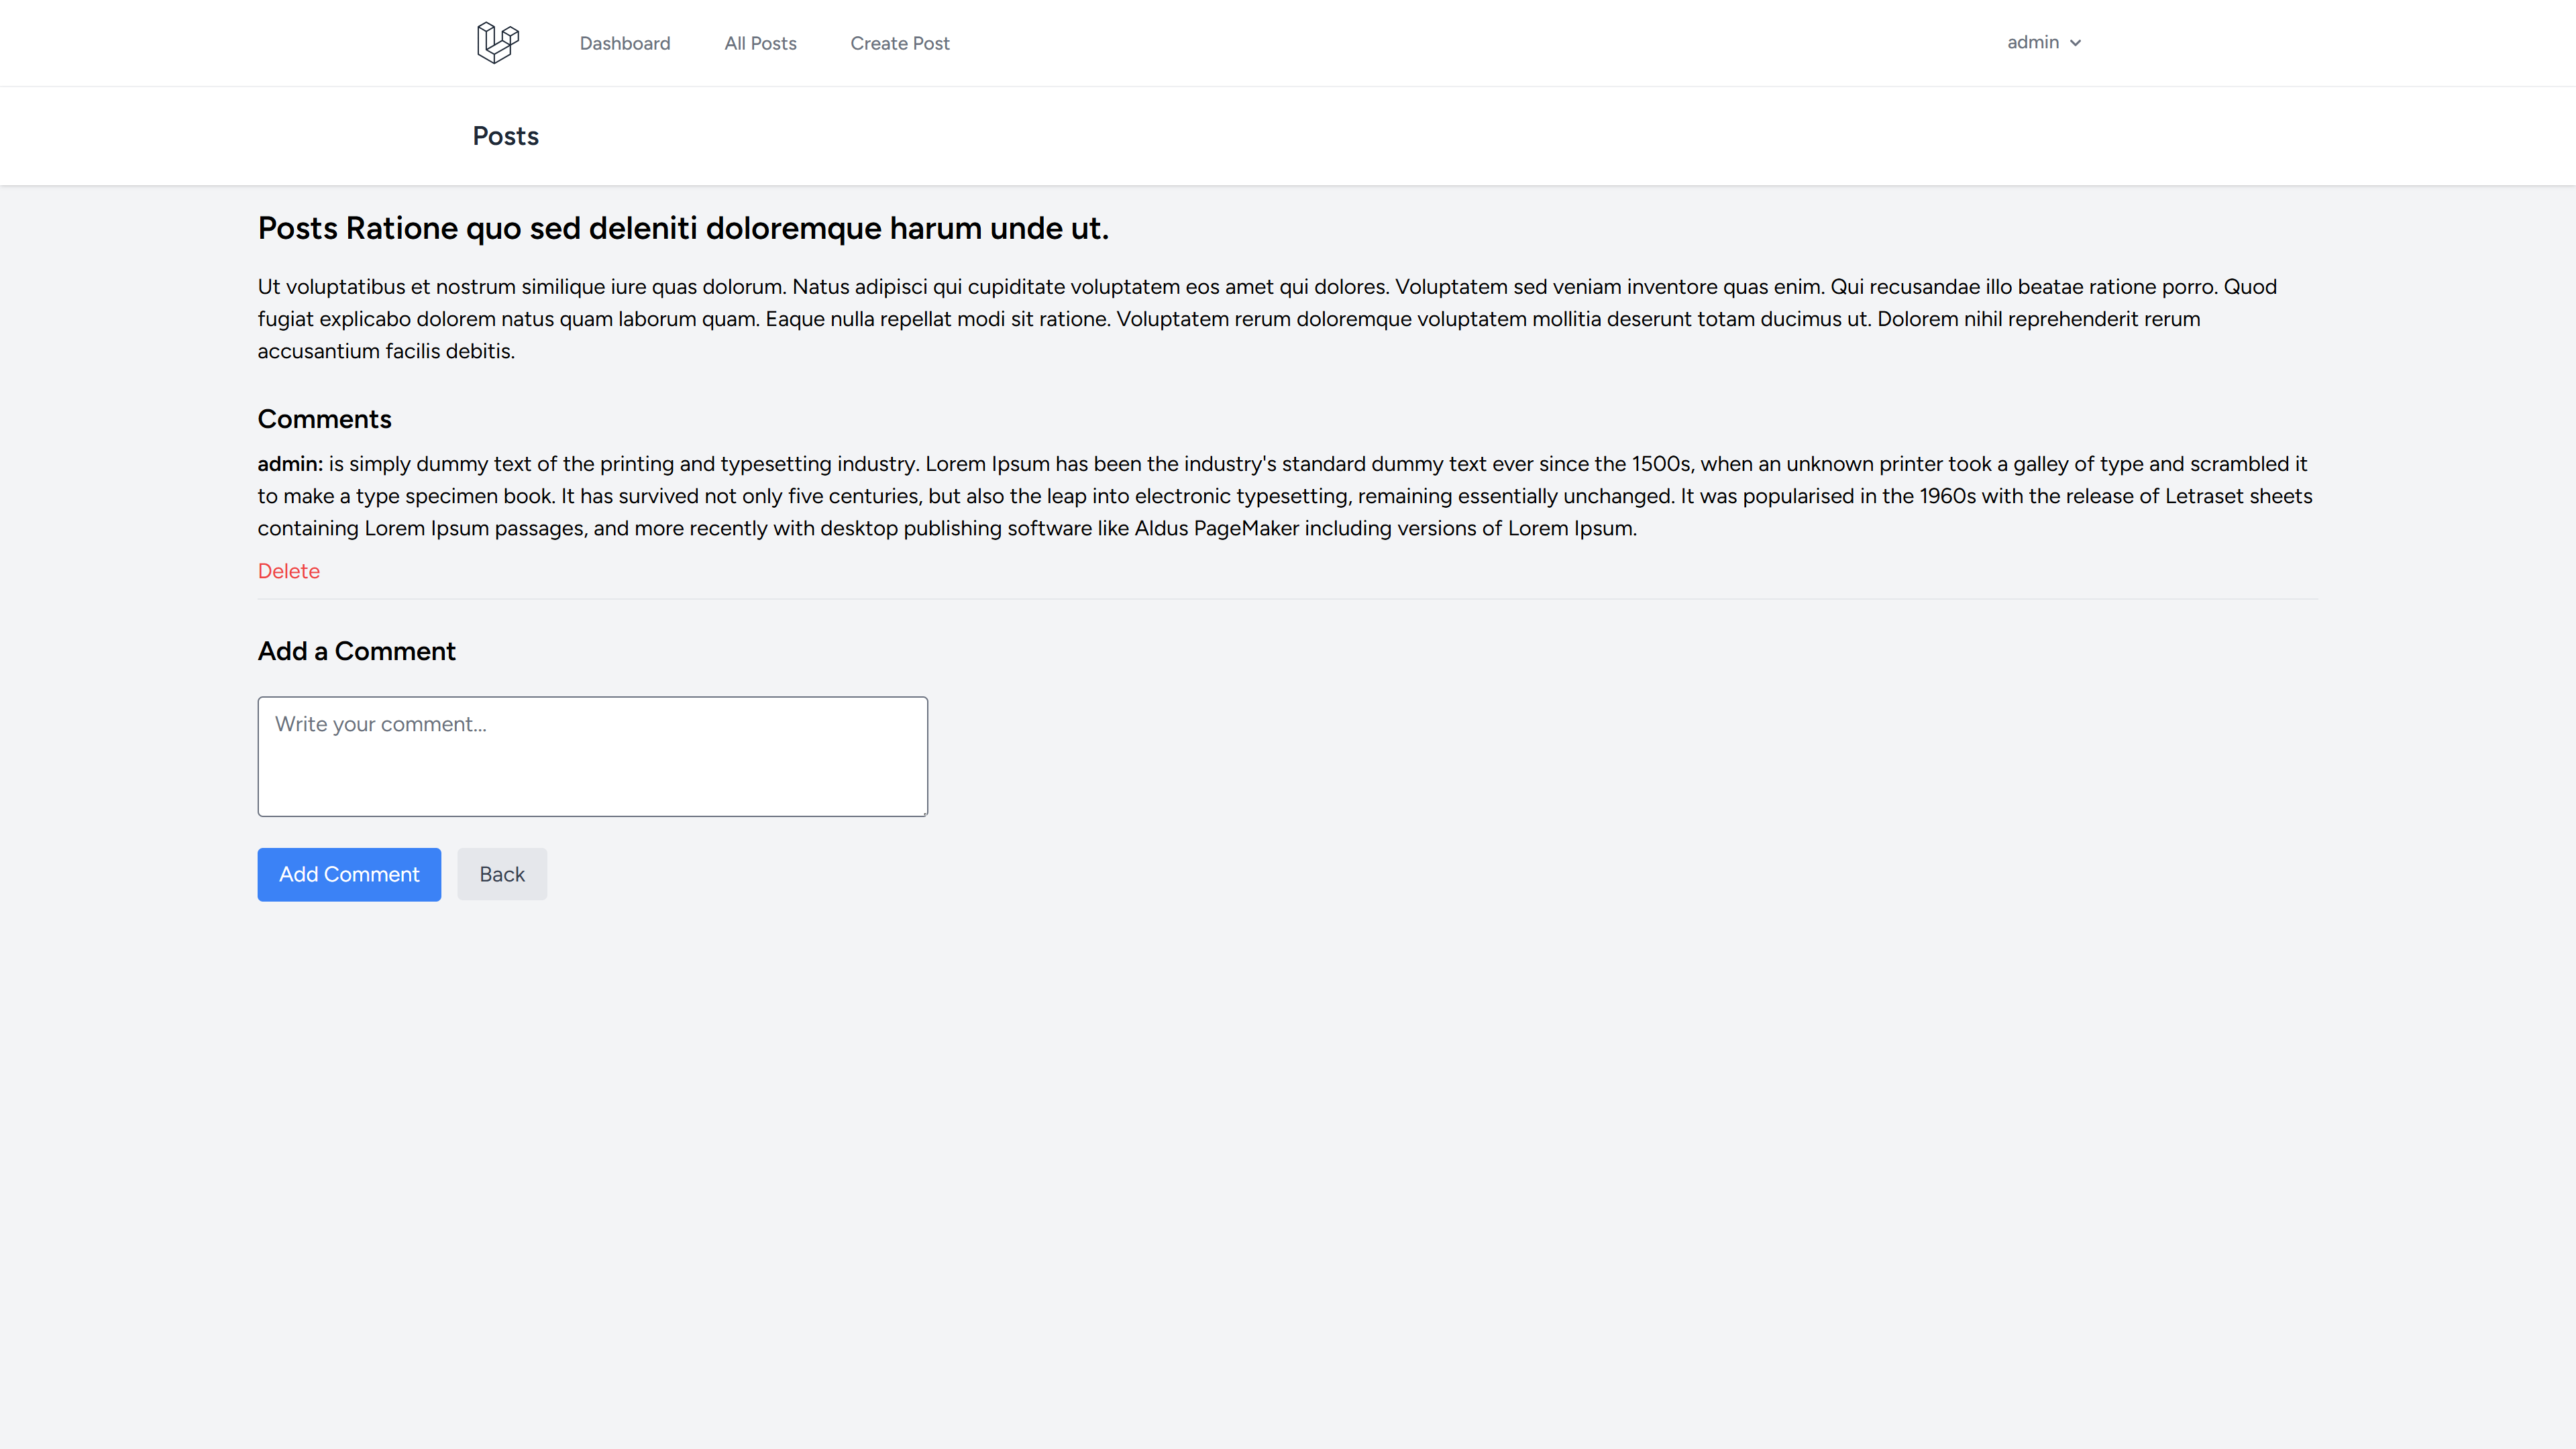 Dashboard All Posts Create Post admin
Posts
Posts Ratione quo sed deleniti doloremque harum unde ut.
Ut voluptatibus et nostrum similique iure quas dolorum. Natus adipisci qui cupiditate voluptatem eos amet qui dolores. Voluptatem sed veniam inventore quas enim. Qui recusandae illo beatae ratione porro. Quod
fugiat explicabo dolorem natus quam laborum quam. Eaque nulla repellat modi sit ratione. Voluptatem rerum doloremque voluptatem mollitia deserunt totam ducimus ut. Dolorem nihil reprehenderit rerum
accusantium facilis debitis.
Comments
admin: is simply dummy text of the printing and typesetting industry. Lorem Ipsum has been the industry's standard dummy text ever since the 1500s, when an unknown printer took a galley of type and scrambled it
to make a type specimen book. It has survived not only five centuries, but also the leap into electronic typesetting, remaining essentially unchanged. It was popularised in the 1960s with the release of Letraset sheets
containing Lorem Ipsum passages, and more recently with desktop publishing software like Aldus PageMaker including versions of Lorem Ipsum.
Delete
Add a Comment
Write your comment...
Add Comment Back